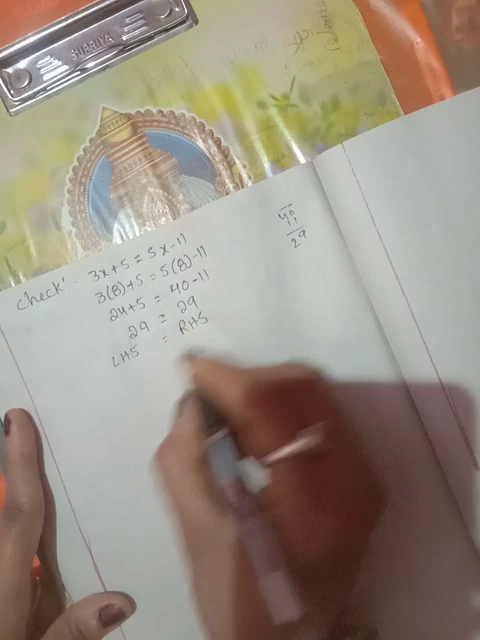 SUPRIYA
Check:- 3x+5 = 5x-11
3(8)+5 = 5(8)-11
24+5 = 40-11
29 = 29
LHS = RHS
40
11
29